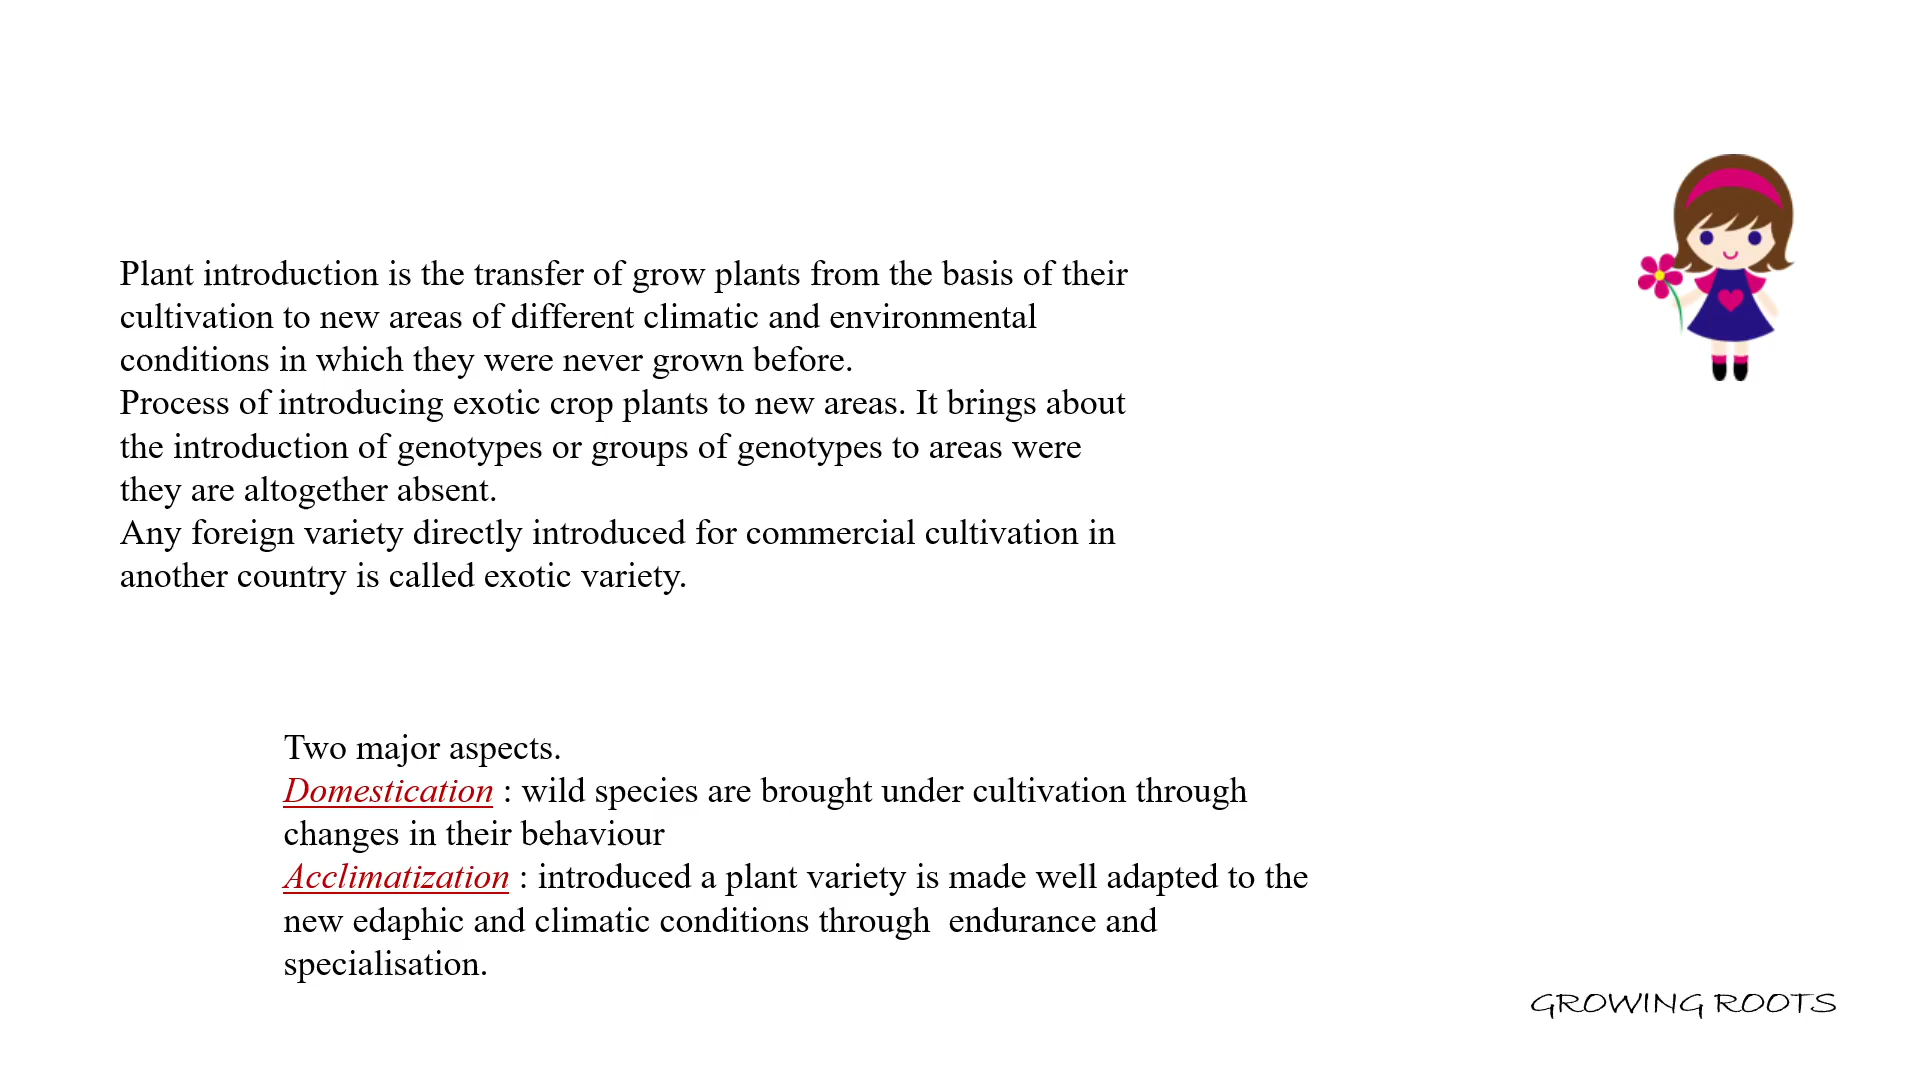 Plant introduction is the transfer of grow plants from the basis of their
cultivation to new areas of different climatic and environmental
conditions in which they were never grown before.
Process of introducing exotic crop plants to new areas. It brings about
the introduction of genotypes or groups of genotypes to areas were
they are altogether absent.
Any foreign variety directly introduced for commercial cultivation in
another country is called exotic variety.
Two major aspects.
Domestication : wild species are brought under cultivation through
changes in their behaviour
Acclimatization : introduced a plant variety is made well adapted to the
new edaphic and climatic conditions through  endurance and
specialisation.
GROWING ROOTS